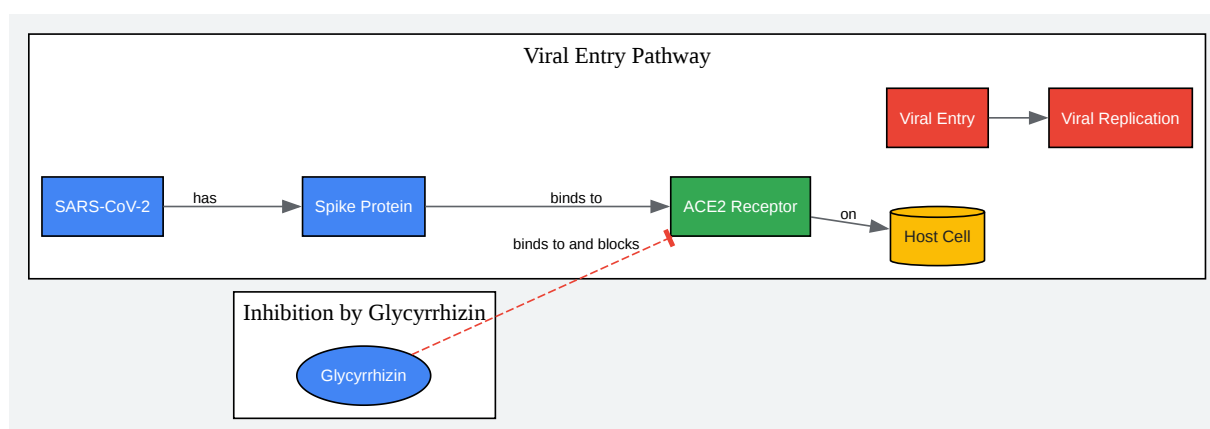 Viral Entry Pathway
Viral Entry
Viral Replication
SARS-CoV-2
has
Spike Protein
binds to
ACE2 Receptor
on
Host Cell
binds to and blocks
Inhibition by Glycyrrhizin
Glycyrrhizin